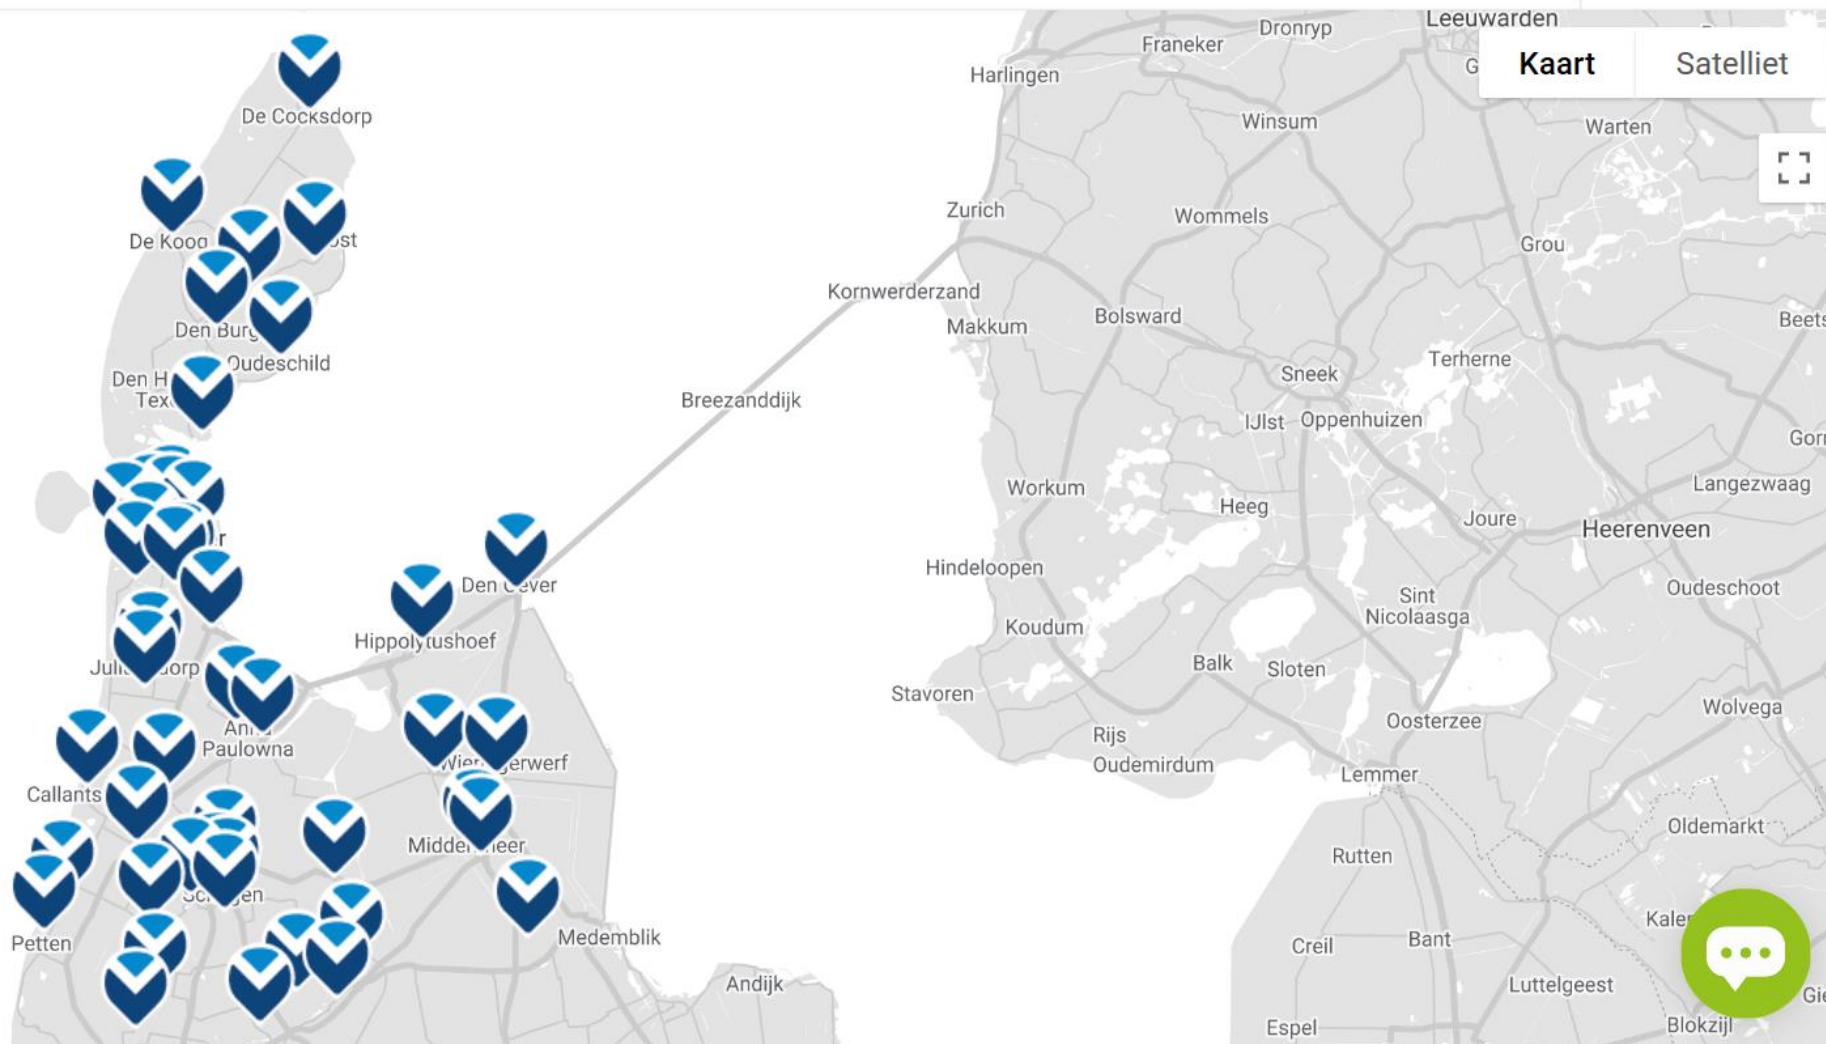 Leeuwarden
Dronryp
Franeker
Harlingen
Kaart
Satelliet
De Cocksdorp
Winsum
Warten
Zurich
Wommels
De Koog
Grou
Kornwerderzand
Bolsward
Makkum
Den Burg
Oudeschild
Terherne
Sneek
Breezanddijk
IJlst
Oppenhuizen
Workum
Langezwaag
Heeg
Joure
Heerenveen
Hindeloopen
Den Oever
Oudeschoot
Sint
Nicolaasga
Koudum
Hippolytushoef
Balk
Sloten
Stavoren
Wolvega
Oosterzee
Anna
Paulowna
Rijs
Oudemirdum
Lemmer
Callants
Oldemarkt
Rutten
Petten
Medemblik
Creil
Bant
Andijk
Luttelgeest
Espel
Blokzijl